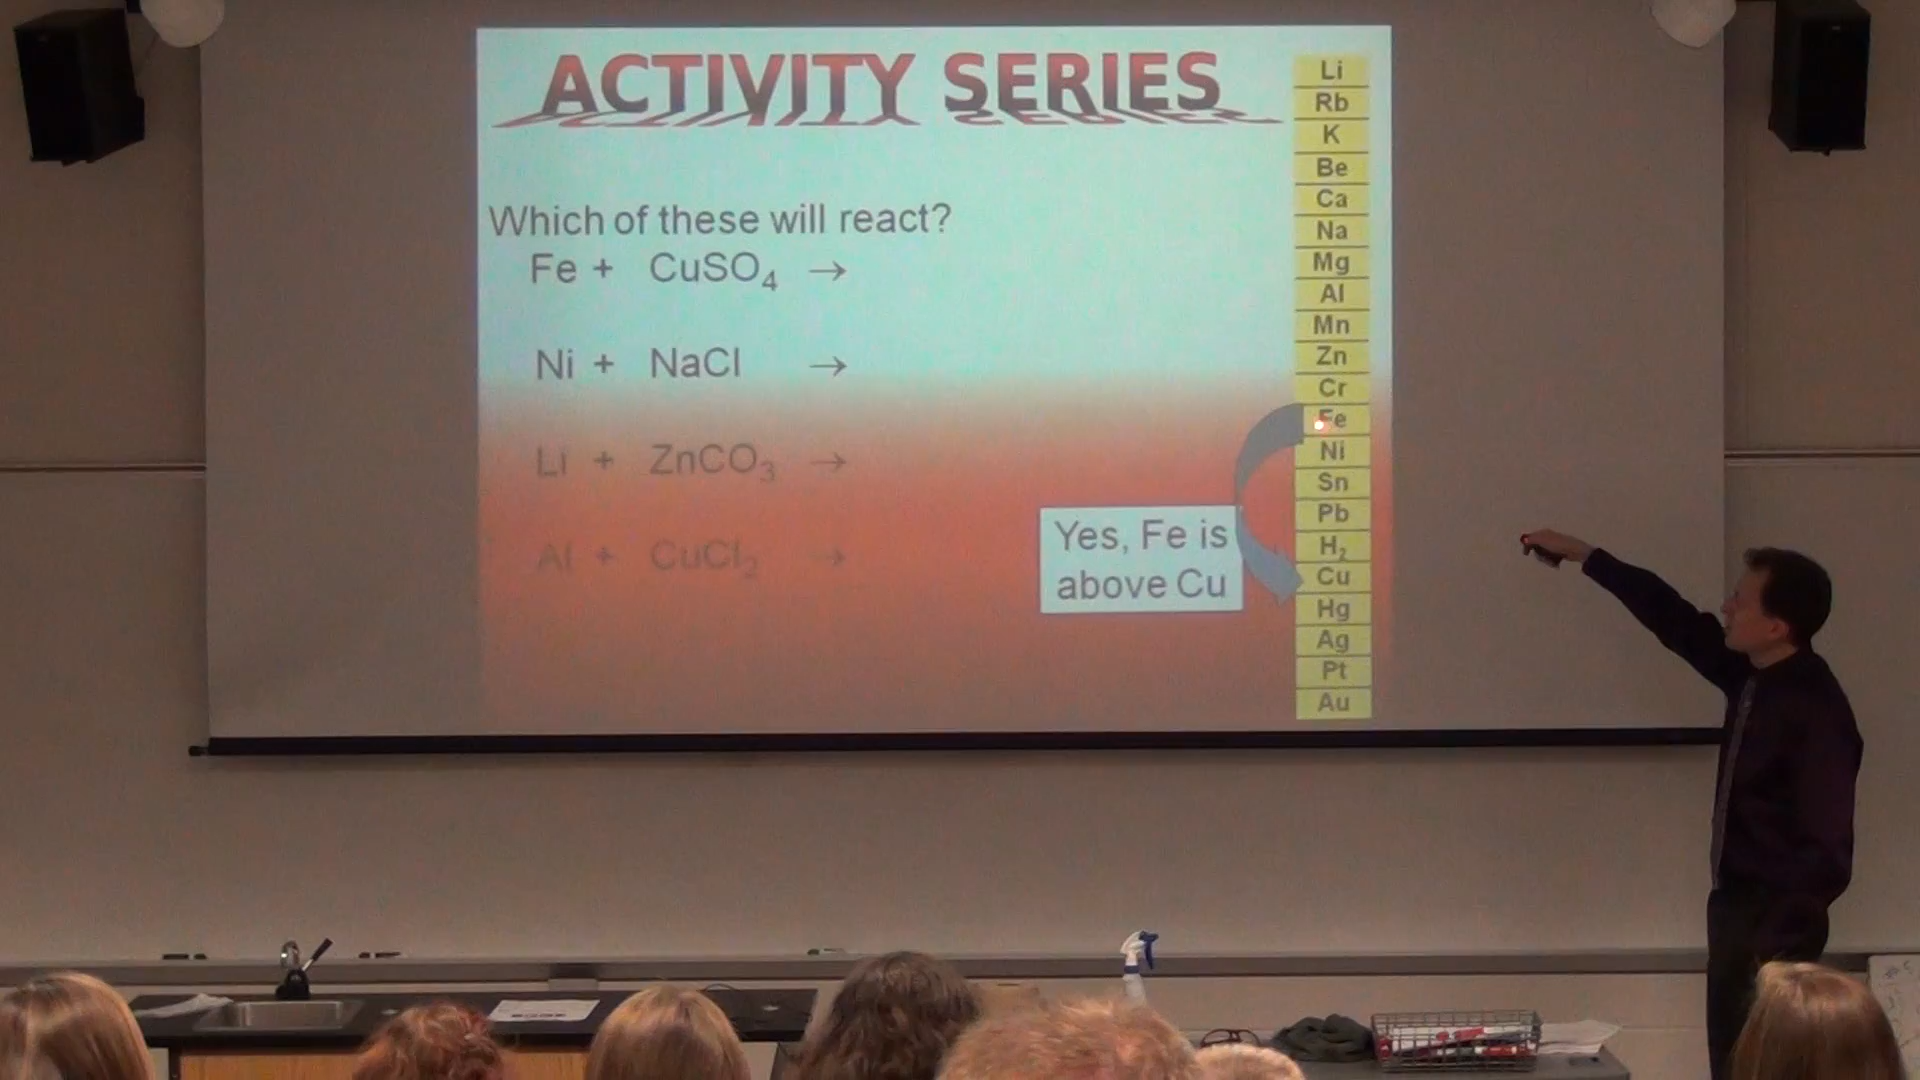 ACTIVITY SERIES
Which of these will react?
Fe + CuSO₄ →
Ni + NaCl →
Li + ZnCO₃ →
Al + CuCl₂ →
Yes, Fe is
above Cu
Li
Rb
K
Be
Ca
Na
Mg
Al
Mn
Zn
Cr
Fe
Ni
Sn
Pb
H₂
Cu
Hg
Ag
Pt
Au